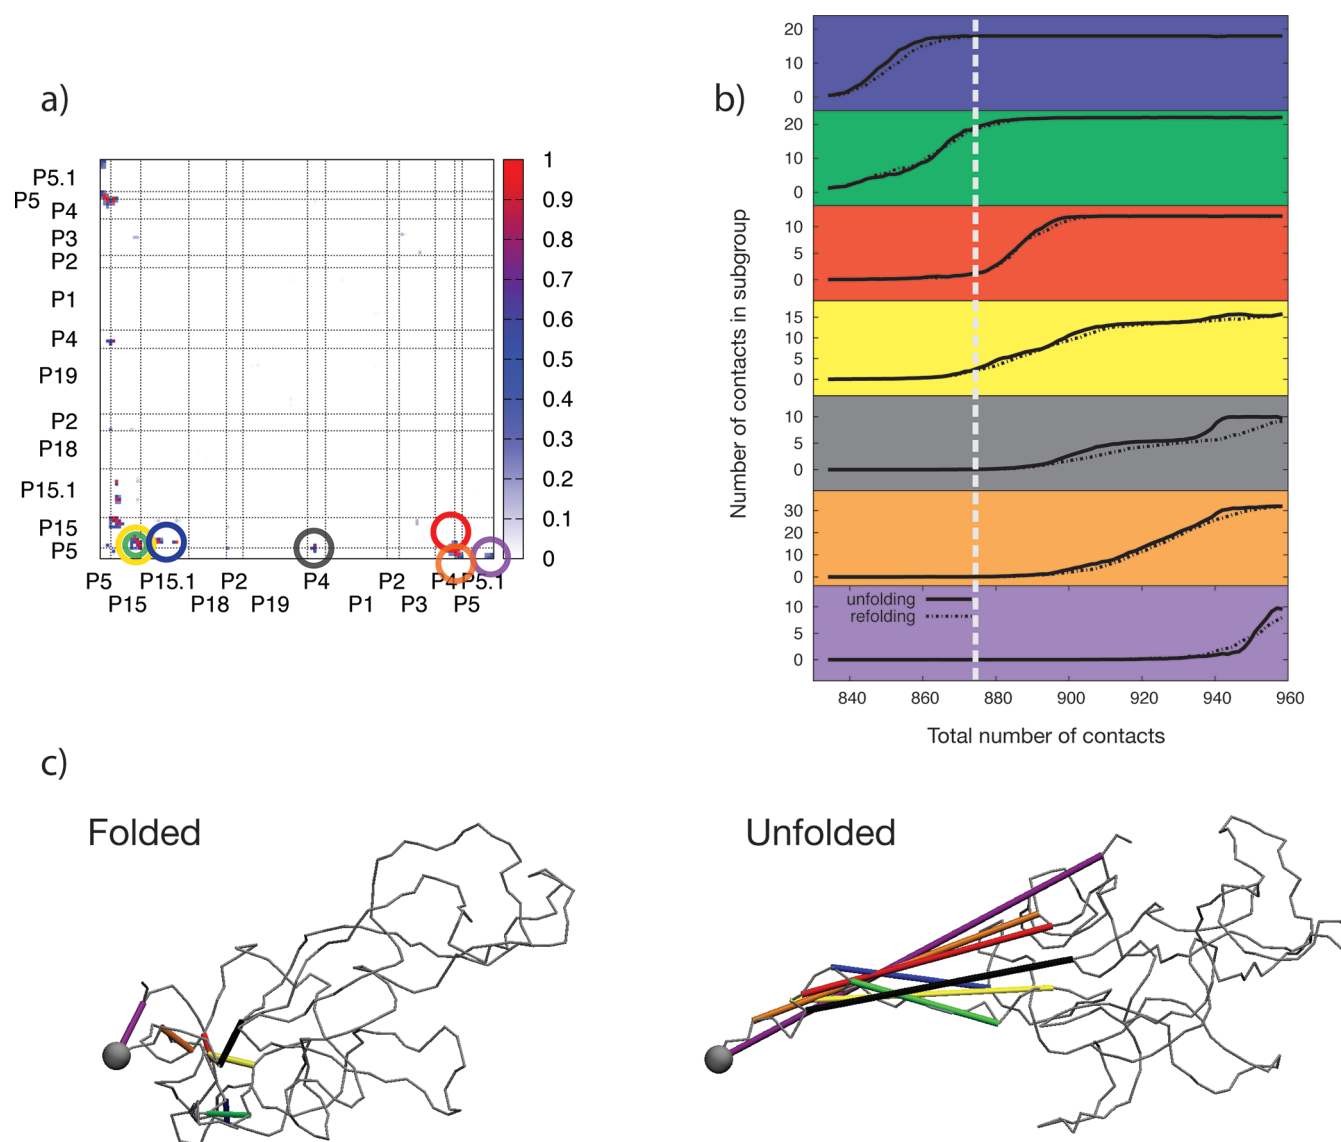 a)
P5.1
P5
P4
P3
P2
P1
P4
P19
P2
P18
P15.1
P15
P5
1
0.9
0.8
0.7
0.6
0.5
0.4
0.3
0.2
0.1
0
P5 P15.1 P2 P4 P2 P4 P5.1
P15 P18 P19 P1 P3 P5
b)
Number of contacts in subgroup
20
10
0
20
10
0
10
5
0
15
10
5
0
10
5
0
30
20
10
0
10
5
0
unfolding
refolding
840 860 880 900 920 940 960
Total number of contacts
c)
Folded
Unfolded